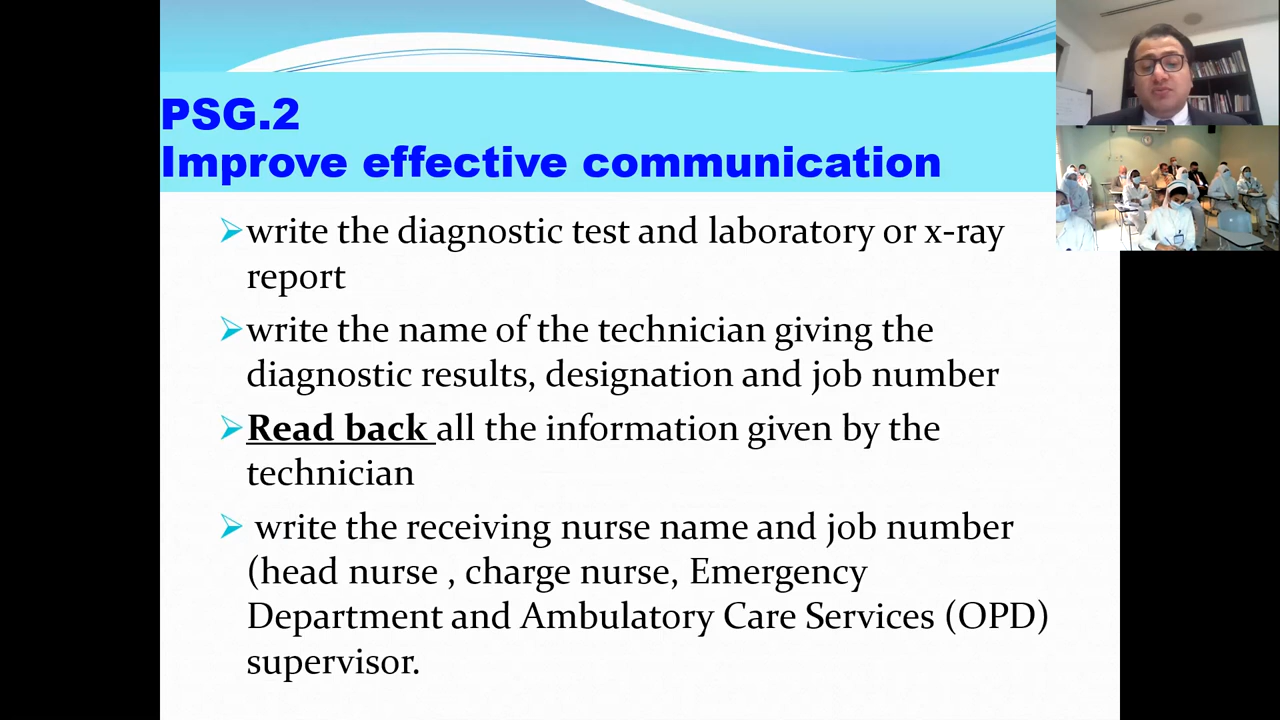 PSG.2
Improve effective communication
write the diagnostic test and laboratory or x-ray
report
write the name of the technician giving the
diagnostic results, designation and job number
Read back all the information given by the
technician
write the receiving nurse name and job number
(head nurse , charge nurse, Emergency
Department and Ambulatory Care Services (OPD)
supervisor.